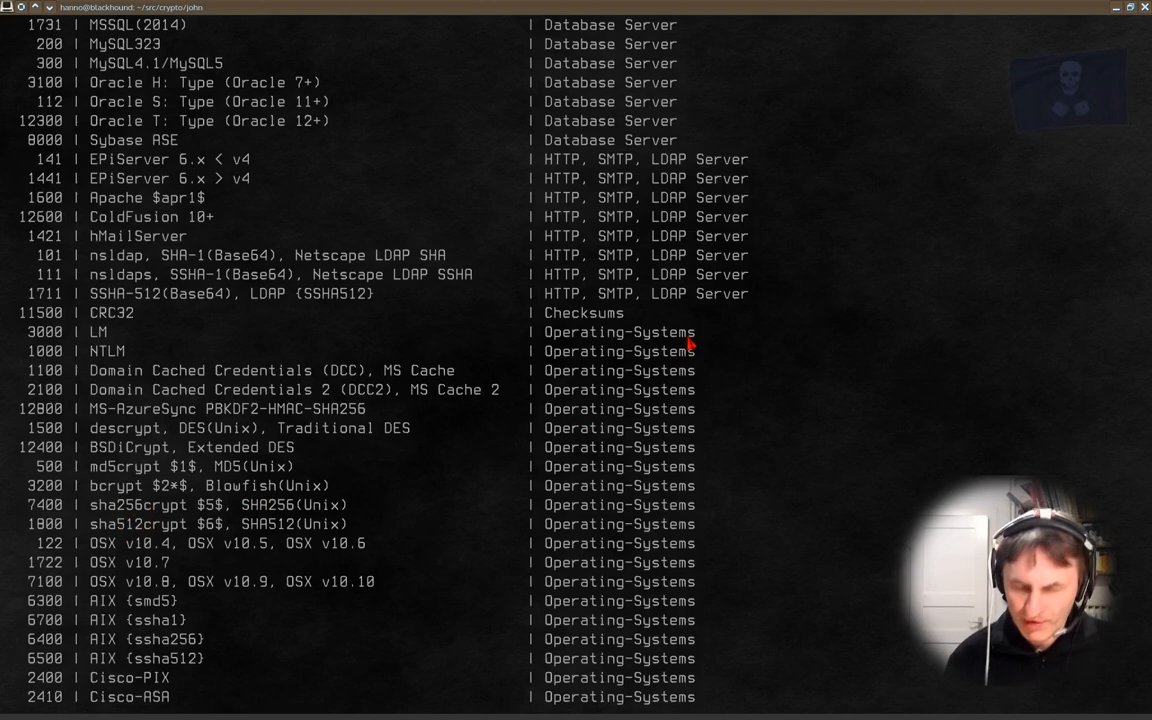 hanno@blackhound: ~/src/crypto/john
1731 | MSSQL(2014) | Database Server
200 | MySQL323 | Database Server
300 | MySQL4.1/MySQL5 | Database Server
3100 | Oracle H: Type (Oracle 7+) | Database Server
112 | Oracle S: Type (Oracle 11+) | Database Server
12300 | Oracle T: Type (Oracle 12+) | Database Server
8000 | Sybase ASE | Database Server
141 | EPiServer 6.x < v4 | HTTP, SMTP, LDAP Server
1441 | EPiServer 6.x > v4 | HTTP, SMTP, LDAP Server
1600 | Apache $apr1$ | HTTP, SMTP, LDAP Server
12600 | ColdFusion 10+ | HTTP, SMTP, LDAP Server
1421 | hMailServer | HTTP, SMTP, LDAP Server
101 | nsldap, SHA-1(Base64), Netscape LDAP SHA | HTTP, SMTP, LDAP Server
111 | nsldaps, SSHA-1(Base64), Netscape LDAP SSHA | HTTP, SMTP, LDAP Server
1711 | SSHA-512(Base64), LDAP {SSHA512} | HTTP, SMTP, LDAP Server
11500 | CRC32 | Checksums
3000 | LM | Operating-Systems
1000 | NTLM | Operating-Systems
1100 | Domain Cached Credentials (DCC), MS Cache | Operating-Systems
2100 | Domain Cached Credentials 2 (DCC2), MS Cache 2 | Operating-Systems
12800 | MS-AzureSync PBKDF2-HMAC-SHA256 | Operating-Systems
1500 | descrypt, DES(Unix), Traditional DES | Operating-Systems
12400 | BSDiCrypt, Extended DES | Operating-Systems
500 | md5crypt $1$, MD5(Unix) | Operating-Systems
3200 | bcrypt $2*$, Blowfish(Unix) | Operating-Systems
7400 | sha256crypt $5$, SHA256(Unix) | Operating-Systems
1800 | sha512crypt $6$, SHA512(Unix) | Operating-Systems
122 | OSX v10.4, OSX v10.5, OSX v10.6 | Operating-Systems
1722 | OSX v10.7 | Operating-Systems
7100 | OSX v10.8, OSX v10.9, OSX v10.10 | Operating-Systems
6300 | AIX {smd5} | Operating-Systems
6700 | AIX {ssha1} | Operating-Systems
6400 | AIX {ssha256} | Operating-Systems
6500 | AIX {ssha512} | Operating-Systems
2400 | Cisco-PIX | Operating-Systems
2410 | Cisco-ASA | Operating-Systems